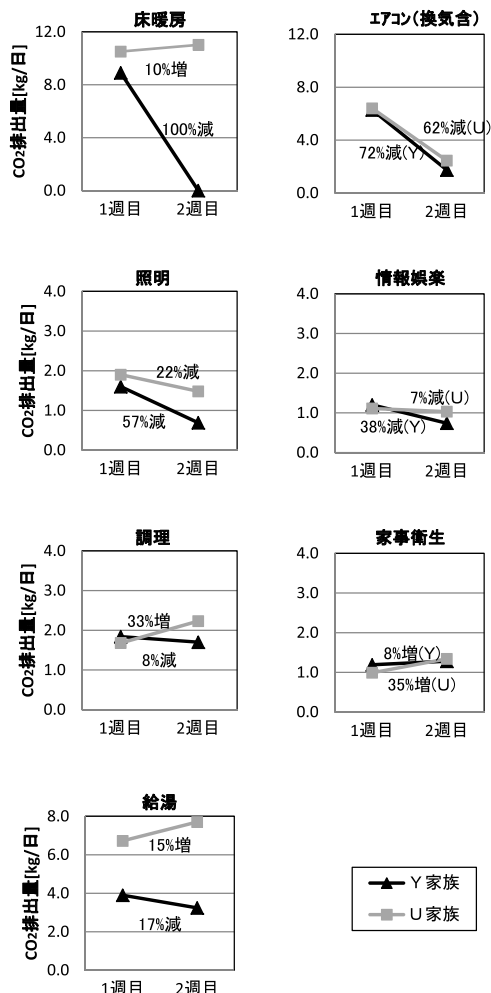 床暖房
CO2排出量[kg/日]
12.0
8.0
4.0
0.0
10%増
100%減
1週目 2週目
エアコン(換気含)
12.0
8.0
4.0
0.0
62%減(U)
72%減(Y)
1週目 2週目
照明
CO2排出量[kg/日]
4.0
3.0
2.0
1.0
0.0
22%減
57%減
1週目 2週目
情報娯楽
4.0
3.0
2.0
1.0
0.0
7%減(U)
38%減(Y)
1週目 2週目
調理
CO2排出量[kg/日]
4.0
3.0
2.0
1.0
0.0
33%増
8%減
1週目 2週目
家事衛生
4.0
3.0
2.0
1.0
0.0
8%増(Y)
35%増(U)
1週目 2週目
給湯
CO2排出量[kg/日]
8.0
6.0
4.0
2.0
0.0
15%増
17%減
1週目 2週目
Y家族
U家族